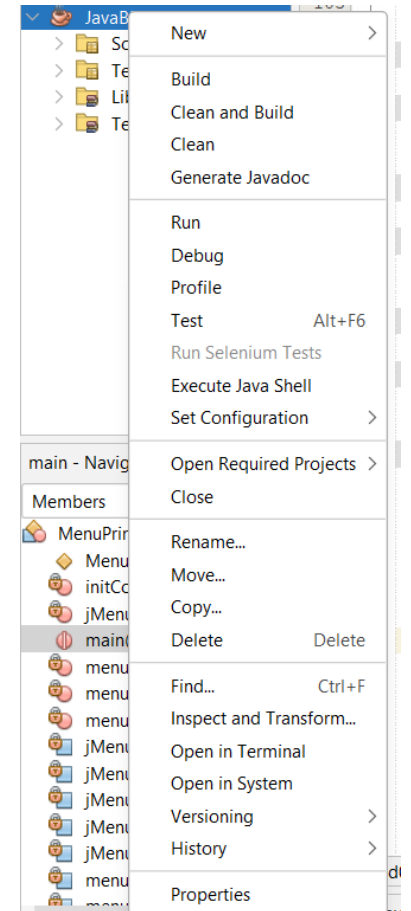 JavaB
New
Build
Clean and Build
Clean
Generate Javadoc
Run
Debug
Profile
Test Alt+F6
Run Selenium Tests
Execute Java Shell
Set Configuration
Open Required Projects
Close
Rename...
Move...
Copy...
Delete Delete
Find... Ctrl+F
Inspect and Transform...
Open in Terminal
Open in System
Versioning
History
Properties
Sc
Te
Lib
Te
main - Navig
Members
MenuPrin
Menu
initCo
jMenu
main(
menu
menu
menu
jMenu
jMenu
jMenu
jMenu
jMenu
menu